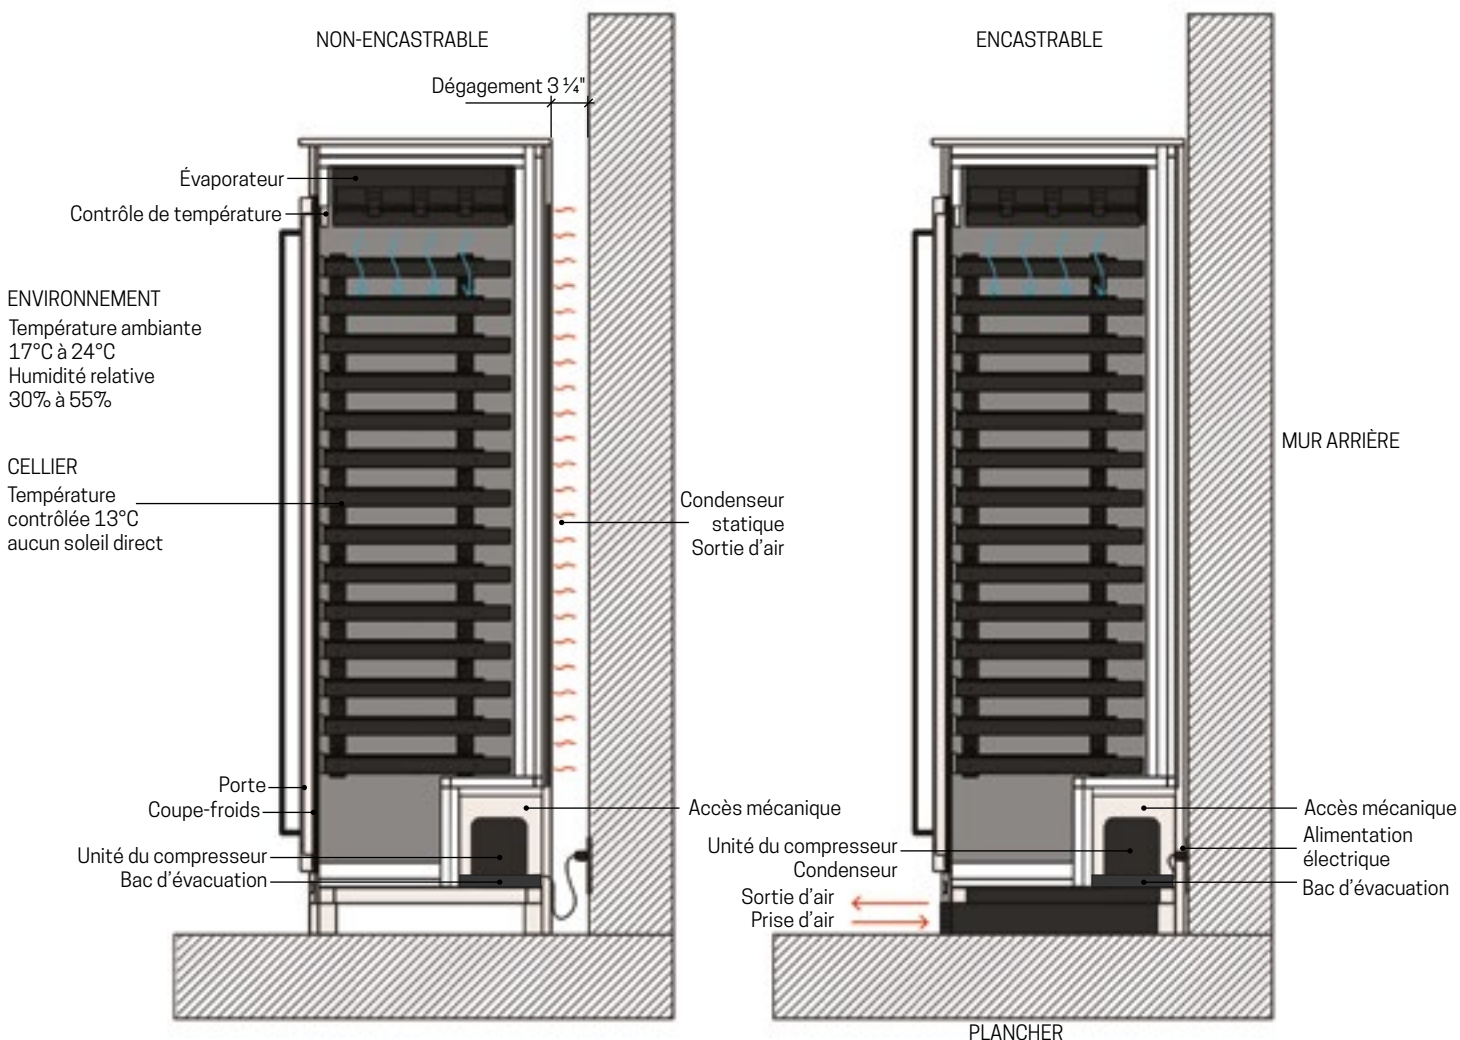 NON-ENCASTRABLE
Dégagement 3 ¼"
Évaporateur
Contrôle de température
ENVIRONNEMENT
Température ambiante
17°C à 24°C
Humidité relative
30% à 55%
CELLIER
Température
contrôlée 13°C
aucun soleil direct
Condenseur
statique
Sortie d'air
Porte
Coupe-froids
Unité du compresseur
Bac d'évacuation
Accès mécanique
ENCASTRABLE
MUR ARRIÈRE
Unité du compresseur
Condenseur
Sortie d'air
Prise d'air
Accès mécanique
Alimentation
électrique
Bac d'évacuation
PLANCHER